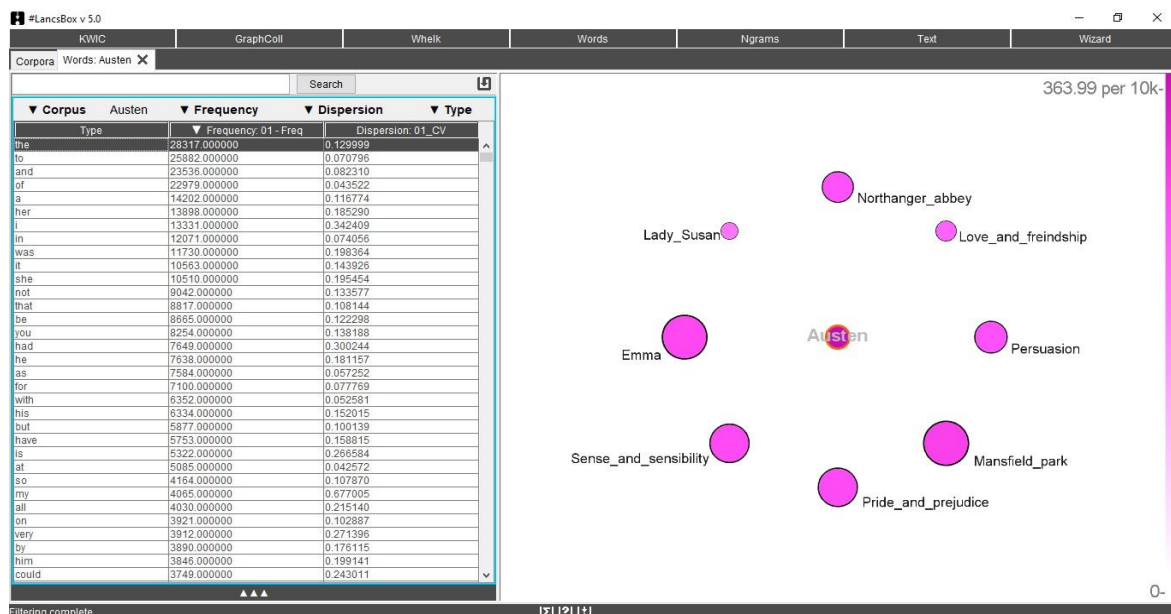 #LancsBox v 5.0
KWIC GraphColl Whelk Words Ngrams Text Wizard
Corpora Words: Austen
Search
▼ Corpus Austen ▼ Frequency ▼ Dispersion ▼ Type
Type ▼ Frequency: 01 - Freq Dispersion: 01_CV
the 28317.000000 0.129999
to 25882.000000 0.070796
and 23536.000000 0.082310
of 22979.000000 0.043522
a 14202.000000 0.116774
her 13898.000000 0.185290
i 13331.000000 0.342409
in 12071.000000 0.074056
was 11730.000000 0.198364
it 10563.000000 0.143926
she 10510.000000 0.195454
not 9042.000000 0.133577
that 8817.000000 0.108144
be 8665.000000 0.122298
you 8254.000000 0.138188
had 7649.000000 0.300244
he 7638.000000 0.181157
as 7584.000000 0.057252
for 7100.000000 0.077769
with 6352.000000 0.052581
his 6334.000000 0.152015
but 5877.000000 0.100139
have 5753.000000 0.158815
is 5322.000000 0.266584
at 5085.000000 0.042572
so 4164.000000 0.107870
my 4065.000000 0.677005
all 4030.000000 0.215140
on 3921.000000 0.102887
very 3912.000000 0.271396
by 3890.000000 0.176115
him 3846.000000 0.199141
could 3749.000000 0.243011
Filtering complete
363.99 per 10k-
Northanger_abbey
Lady_Susan
Love_and_freindship
Austen
Emma
Persuasion
Sense_and_sensibility
Mansfield_park
Pride_and_prejudice
0-